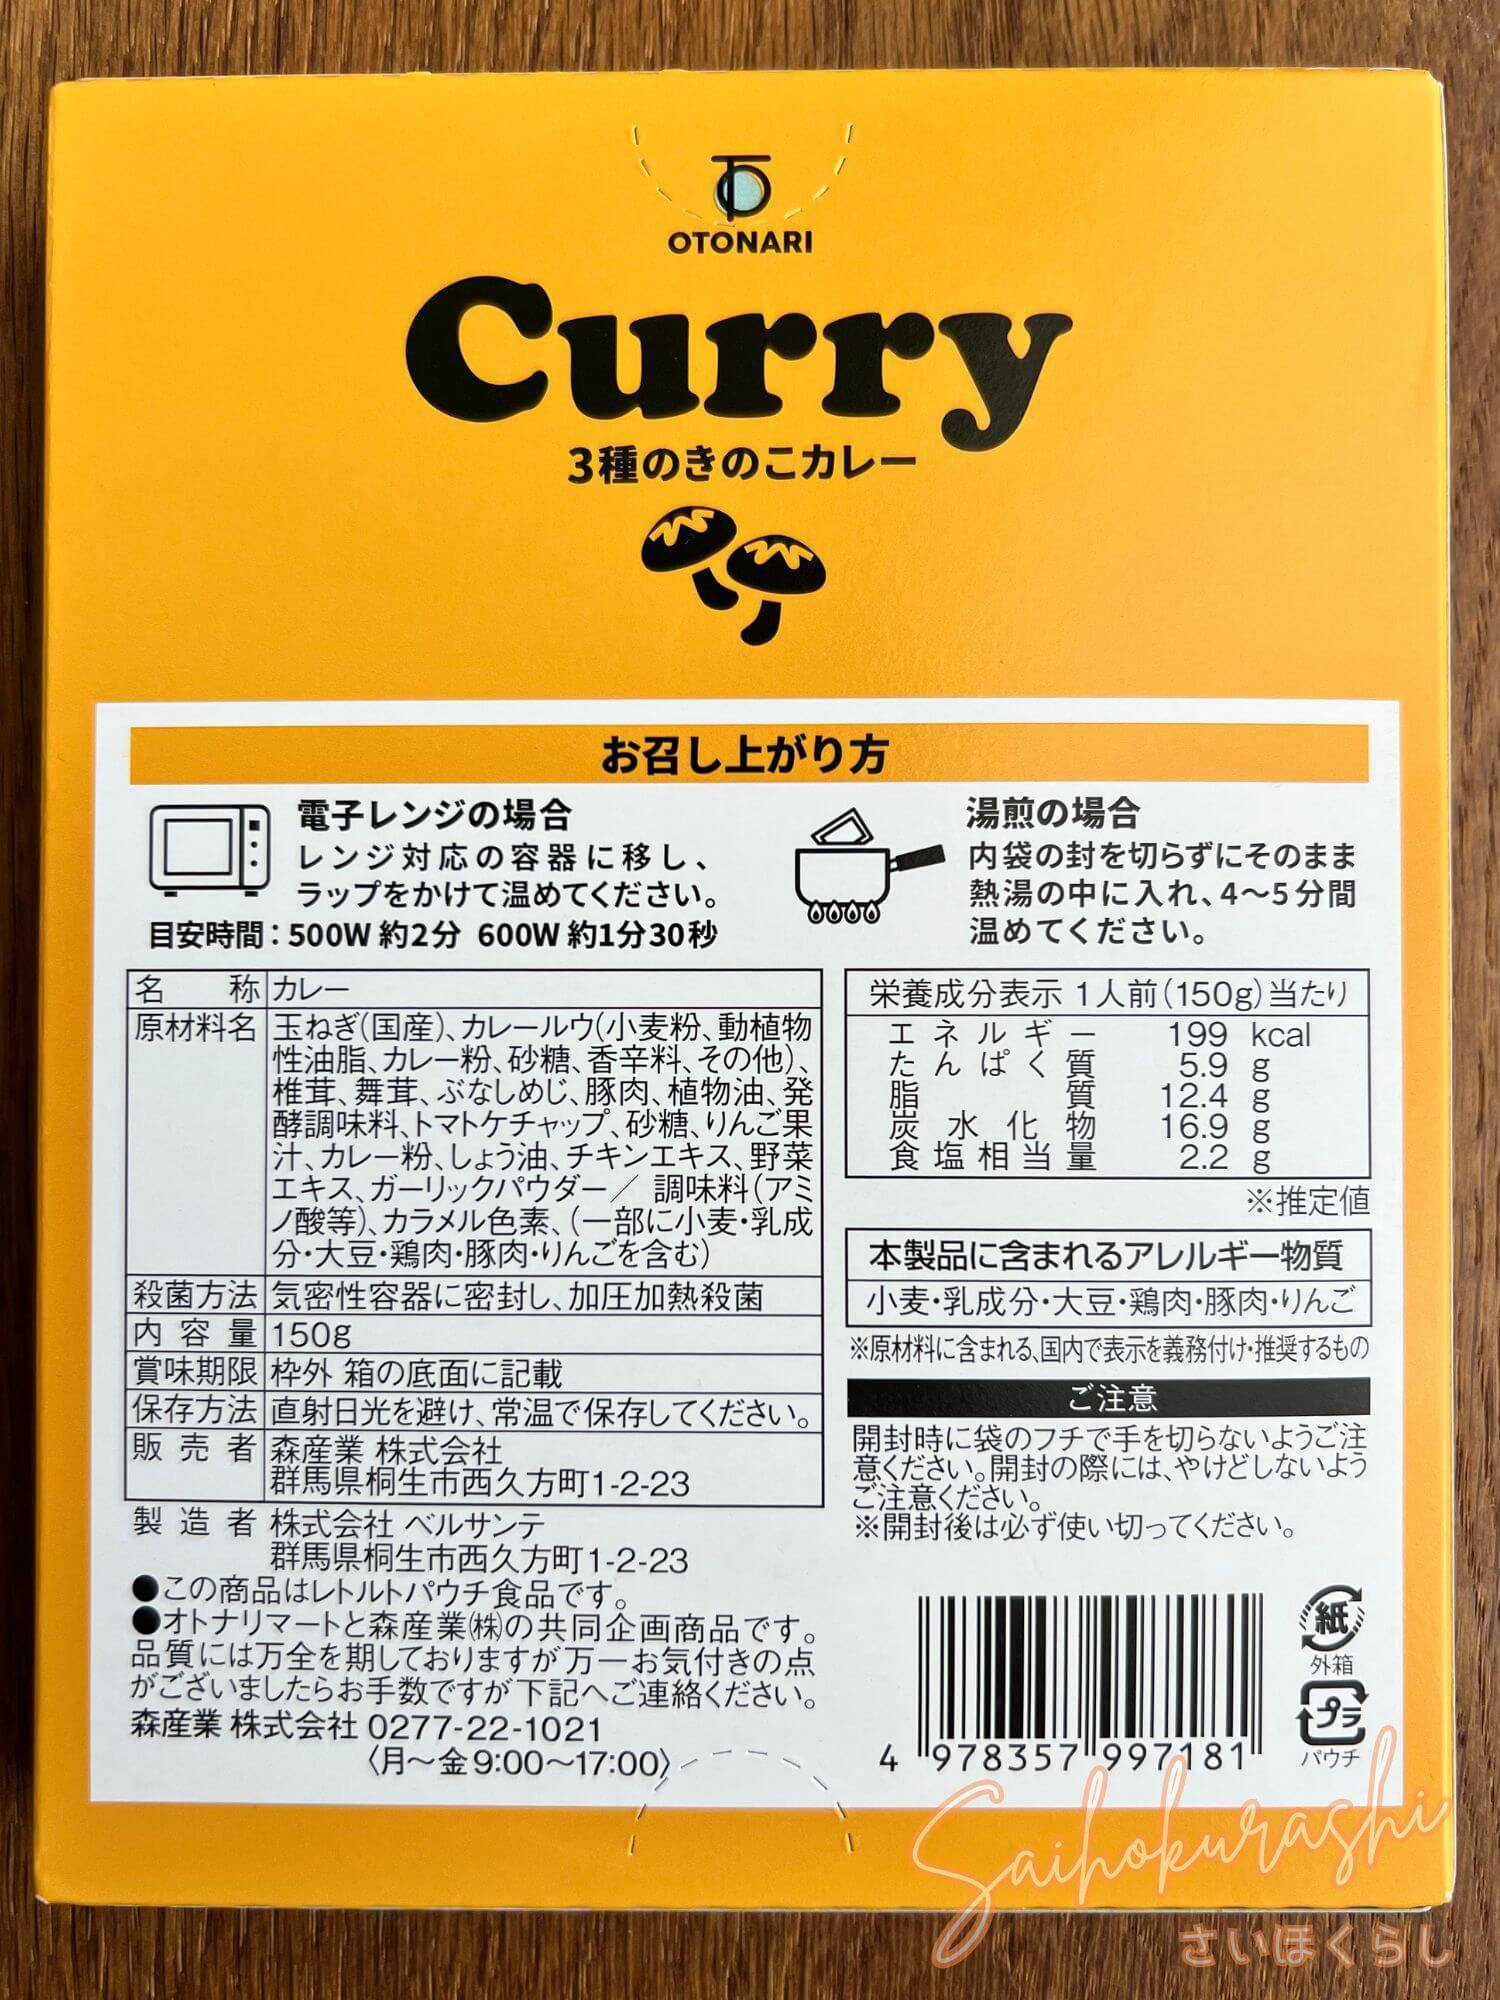 OTONARI
Curry
3種のきのこカレー
お召し上がり方
電子レンジの場合
レンジ対応の容器に移し、
ラップをかけて温めてください。
目安時間：500W 約2分 600W 約1分30秒
湯煎の場合
内袋の封を切らずにそのまま
熱湯の中に入れ、4〜5分間
温めてください。
名称 カレー
原材料名 玉ねぎ(国産)、カレールウ(小麦粉、動植物
性油脂、カレー粉、砂糖、香辛料、その他)、
椎茸、舞茸、ぶなしめじ、豚肉、植物油、発
酵調味料、トマトケチャップ、砂糖、りんご果
汁、カレー粉、しょう油、チキンエキス、野菜
エキス、ガーリックパウダー／ 調味料(アミ
ノ酸等)、カラメル色素、(一部に小麦・乳成
分・大豆・鶏肉・豚肉・りんごを含む)
殺菌方法 気密性容器に密封し、加圧加熱殺菌
内容量 150g
賞味期限 枠外 箱の底面に記載
保存方法 直射日光を避け、常温で保存してください。
販売者 森産業 株式会社
群馬県桐生市西久方町1-2-23
製造者 株式会社 ベルサンテ
群馬県桐生市西久方町1-2-23
●この商品はレトルトパウチ食品です。
●オトナリマートと森産業㈱の共同企画商品です。
品質には万全を期しておりますが万一お気付きの点
がございましたらお手数ですが下記へご連絡ください。
森産業 株式会社 0277-22-1021
〈月〜金9:00〜17:00〉
栄養成分表示 1人前(150g)当たり
エネルギー 199 kcal
たんぱく質 5.9 g
脂質 12.4 g
炭水化物 16.9 g
食塩相当量 2.2 g
※推定値
本製品に含まれるアレルギー物質
小麦・乳成分・大豆・鶏肉・豚肉・りんご
※原材料に含まれる、国内で表示を義務付け・推奨するもの
ご注意
開封時に袋のフチで手を切らないようご注
意ください。開封の際には、やけどしないよう
ご注意ください。
※開封後は必ず使い切ってください。
4 978357 997181
紙
外箱
プラ
パウチ
Saihokurashi
さいほくらし